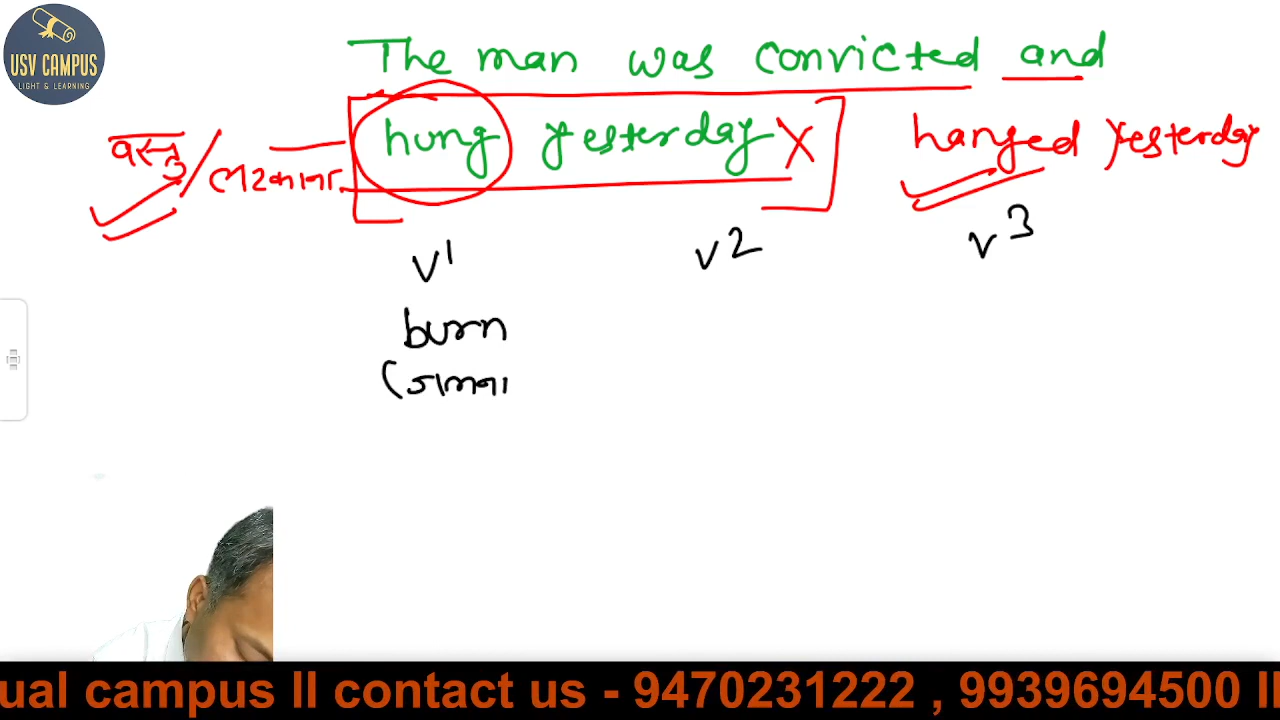 USV CAMPUS
LIGHT & LEARNING
The man was convicted and
hung yesterday X hanged yesterday
वस्तु / लटकाना
V1 V2 V3
burn
(जलना
ual campus II contact us - 9470231222 , 9939694500 II